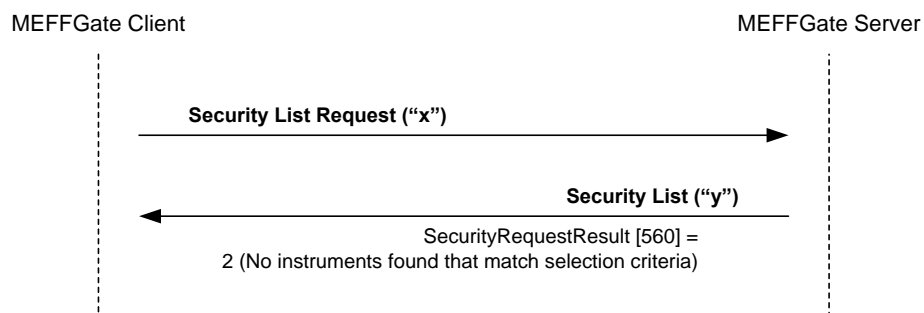 MEFFGate Client
MEFFGate Server
Security List Request (“x”)
Security List (“y”)
SecurityRequestResult [560] =
2 (No instruments found that match selection criteria)